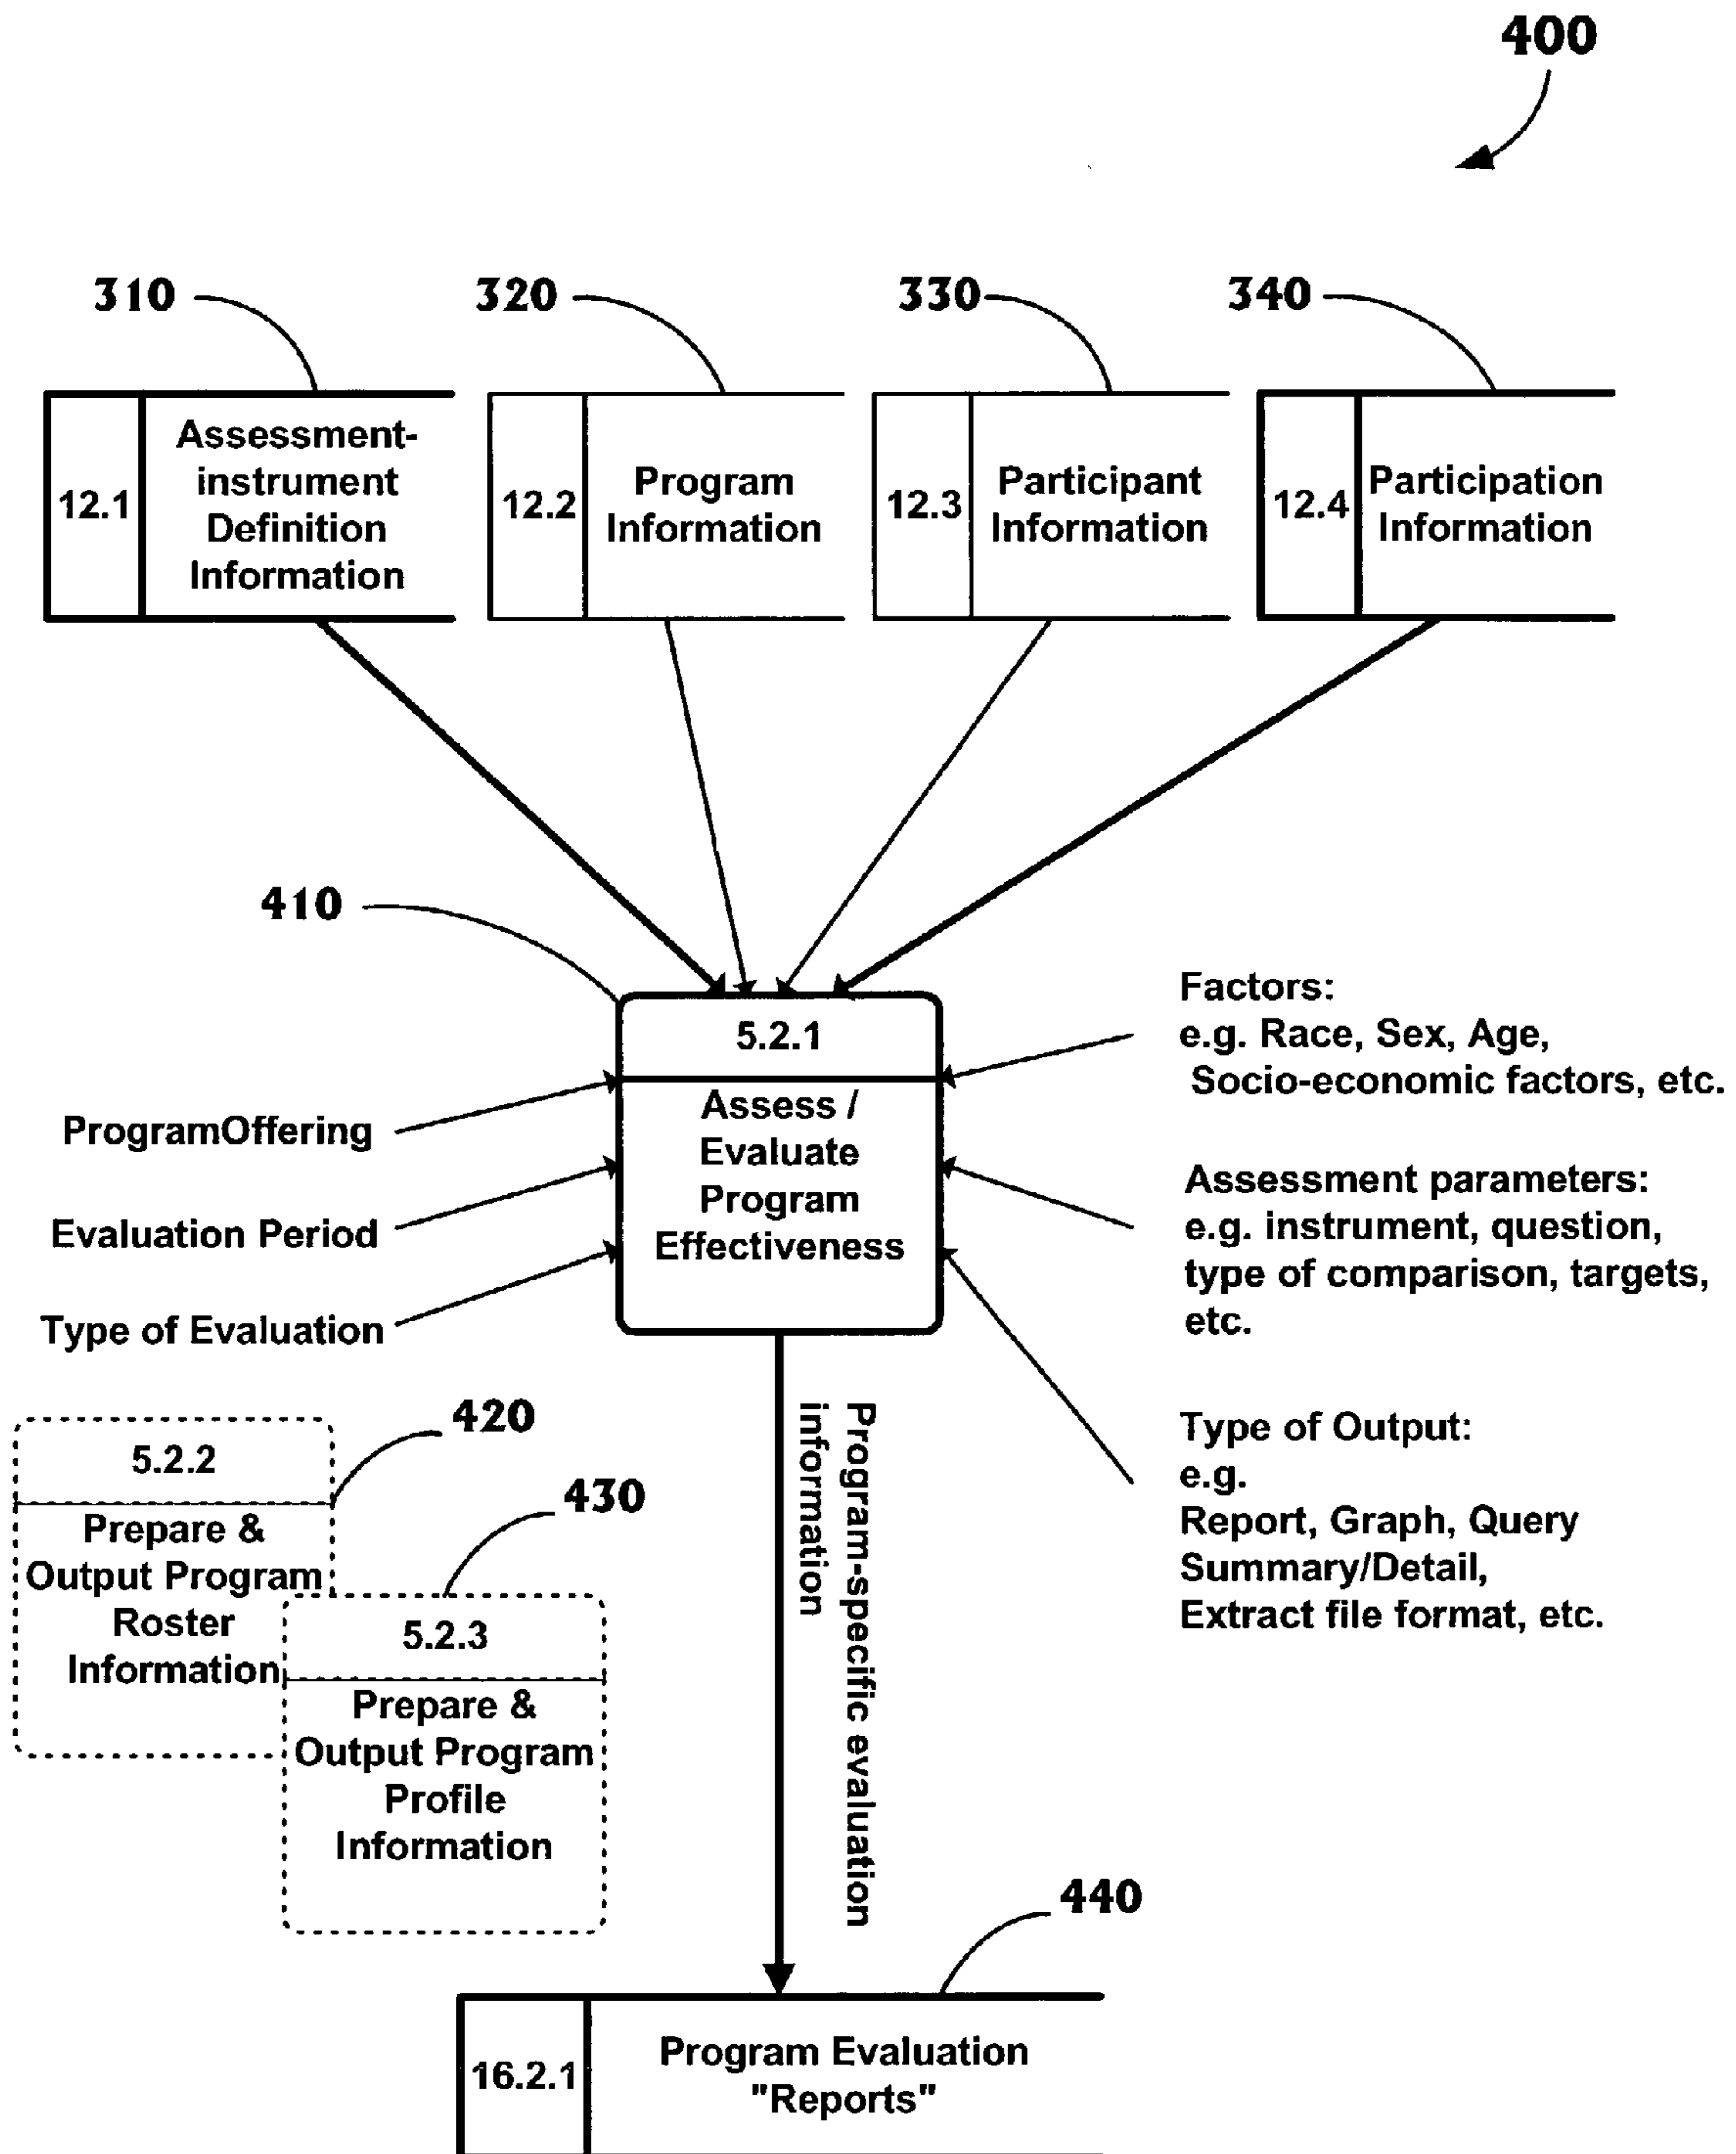 400
310
320
330
340
12.1
Assessment-
instrument
Definition
Information
12.2
Program
Information
12.3
Participant
Information
12.4
Participation
Information
410
5.2.1
Assess /
Evaluate
Program
Effectiveness
ProgramOffering
Evaluation Period
Type of Evaluation
Factors:
e.g. Race, Sex, Age,
Socio-economic factors, etc.
Assessment parameters:
e.g. instrument, question,
type of comparison, targets,
etc.
Type of Output:
e.g.
Report, Graph, Query
Summary/Detail,
Extract file format, etc.
420
5.2.2
Prepare &
Output Program
Roster
Information
430
5.2.3
Prepare &
Output Program
Profile
Information
Program-specific evaluation
information
440
16.2.1
Program Evaluation
"Reports"